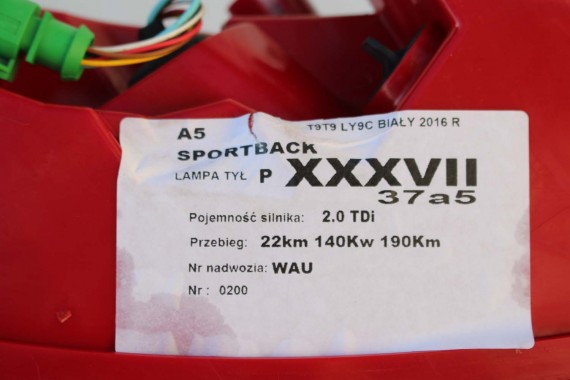 T9T9 LY9C BIAŁY 2016 R
A5
SPORTBACK
LAMPA TYŁ P XXXVII
37a5
Pojemność silnika: 2.0 TDi
Przebieg: 22km 140Kw 190Km
Nr nadwozia: WAU
Nr : 0200